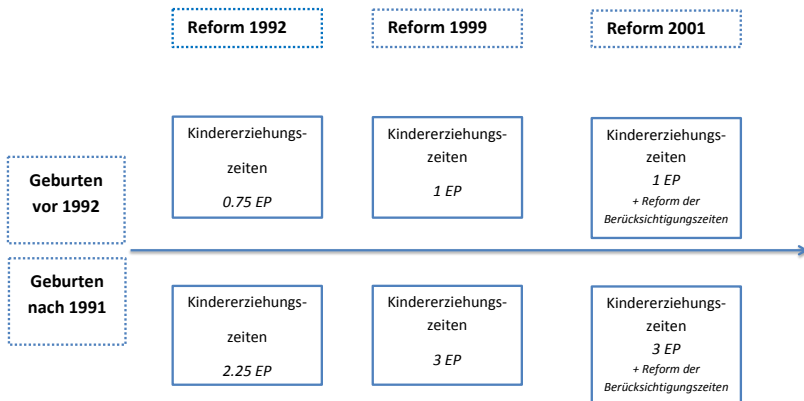 Reform 1992
Reform 1999
Reform 2001
Geburten
vor 1992
Kindererziehungs-
zeiten
0.75 EP
Kindererziehungs-
zeiten
1 EP
Kindererziehungs-
zeiten
1 EP
+ Reform der
Berücksichtigungszeiten
Geburten
nach 1991
Kindererziehungs-
zeiten
2.25 EP
Kindererziehungs-
zeiten
3 EP
Kindererziehungs-
zeiten
3 EP
+ Reform der
Berücksichtigungszeiten